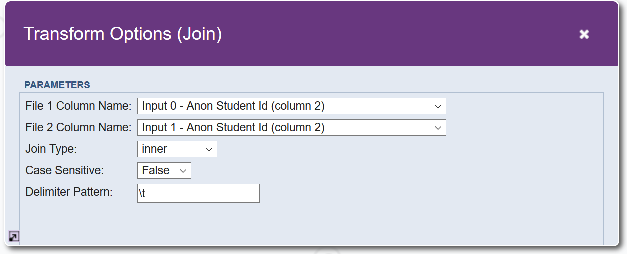 Transform Options (Join)
PARAMETERS
File 1 Column Name: Input 0 - Anon Student Id (column 2)
File 2 Column Name: Input 1 - Anon Student Id (column 2)
Join Type: inner
Case Sensitive: False
Delimiter Pattern: \t